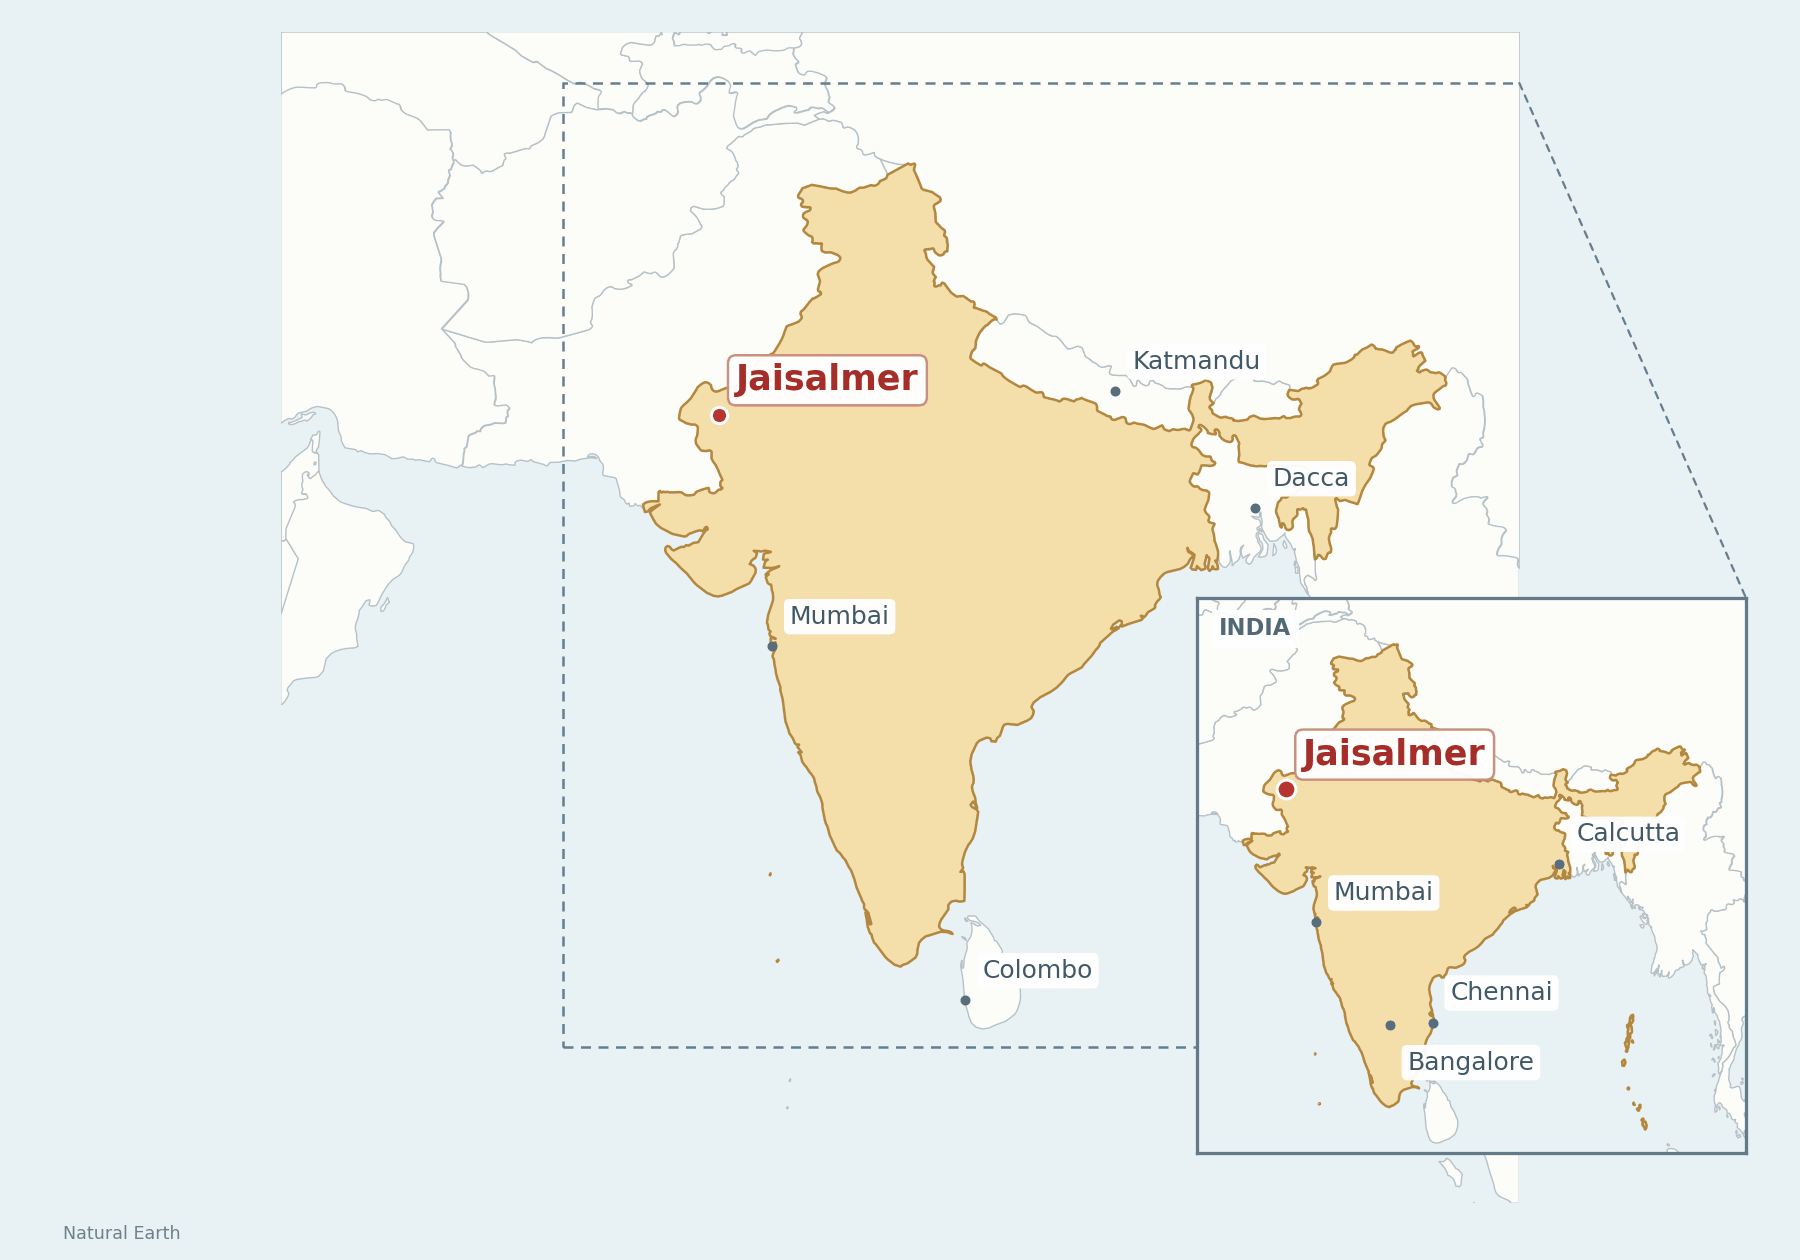 Katmandu
Jaisalmer
Dacca
Mumbai
Colombo
INDIA
Jaisalmer
Calcutta
Mumbai
Chennai
Bangalore
Natural Earth